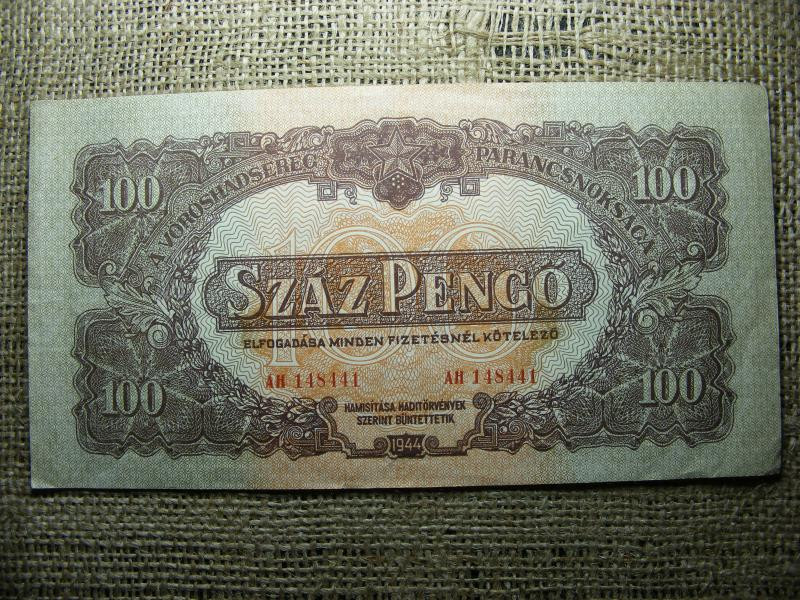 A VÖRÖSHADSEREG PARANCSNOKSÁGA
100 100
100
SZÁZ PENGŐ
ELFOGADÁSA MINDEN FIZETÉSNÉL KÖTELEZŐ
AH 148441 AH 148441
100 100
HAMISÍTÁSA HADITÖRVÉNYEK
SZERINT BÜNTETTETIK
1944